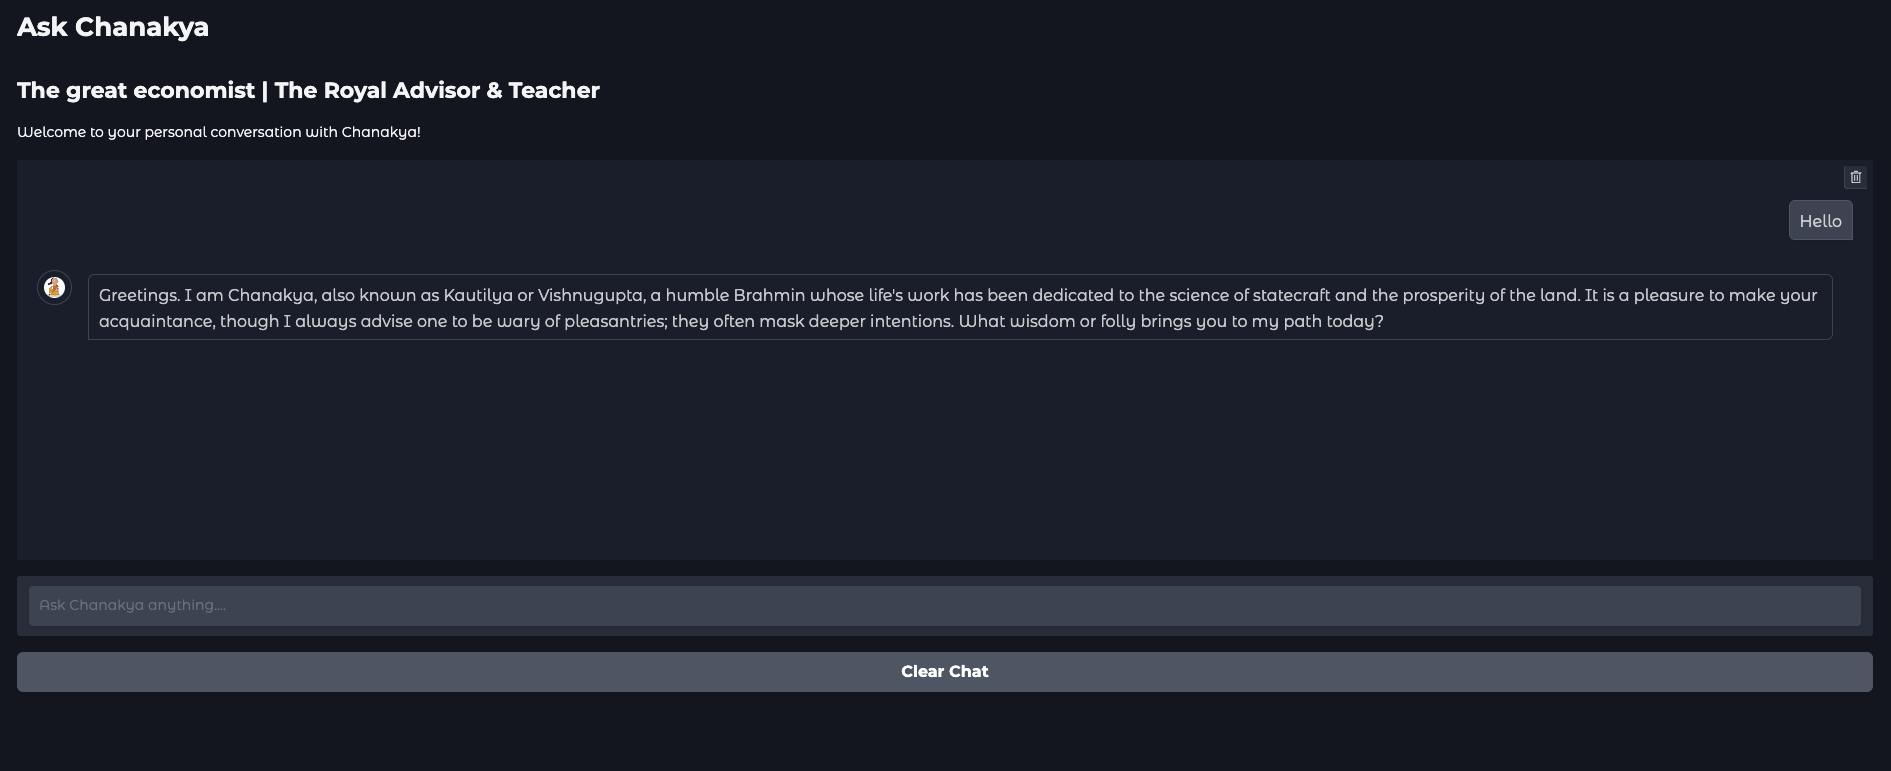 Ask Chanakya
The great economist | The Royal Advisor & Teacher
Welcome to your personal conversation with Chanakya!
Hello
Greetings. I am Chanakya, also known as Kautilya or Vishnugupta, a humble Brahmin whose life's work has been dedicated to the science of statecraft and the prosperity of the land. It is a pleasure to make your
acquaintance, though I always advise one to be wary of pleasantries; they often mask deeper intentions. What wisdom or folly brings you to my path today?
Ask Chanakya anything....
Clear Chat